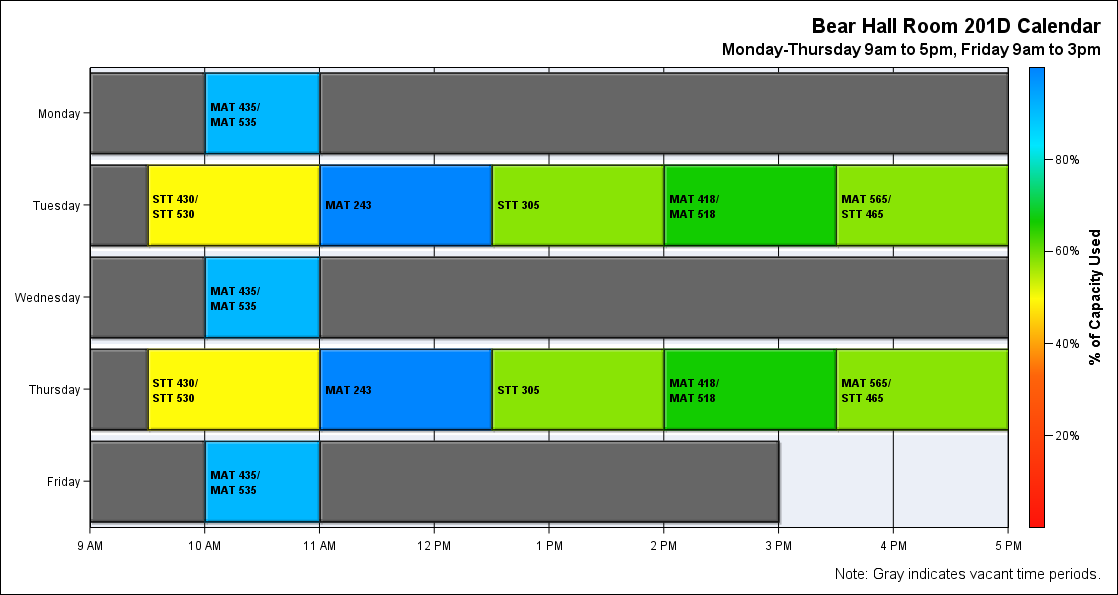 Bear Hall Room 201D Calendar
Monday-Thursday 9am to 5pm, Friday 9am to 3pm
Monday
MAT 435/
MAT 535
Tuesday
STT 430/
STT 530
MAT 243
STT 305
MAT 418/
MAT 518
MAT 565/
STT 465
Wednesday
MAT 435/
MAT 535
Thursday
STT 430/
STT 530
MAT 243
STT 305
MAT 418/
MAT 518
MAT 565/
STT 465
Friday
MAT 435/
MAT 535
9 AM
10 AM
11 AM
12 PM
1 PM
2 PM
3 PM
4 PM
5 PM
80%
60%
40%
20%
% of Capacity Used
Note: Gray indicates vacant time periods.